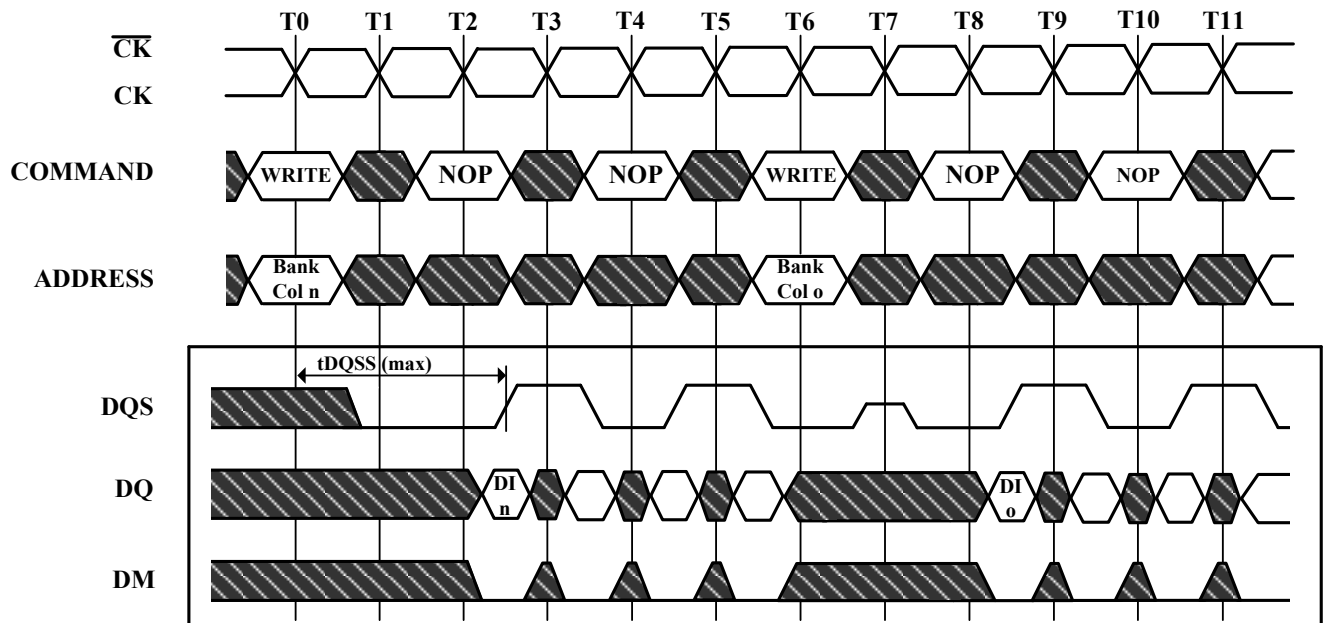 T0 T1 T2 T3 T4 T5 T6 T7 T8 T9 T10 T11
CK
CK
COMMAND WRITE NOP NOP WRITE NOP NOP
ADDRESS Bank Col n Bank Col o
tDQSS (max)
DQS
DQ DI n DI o
DM